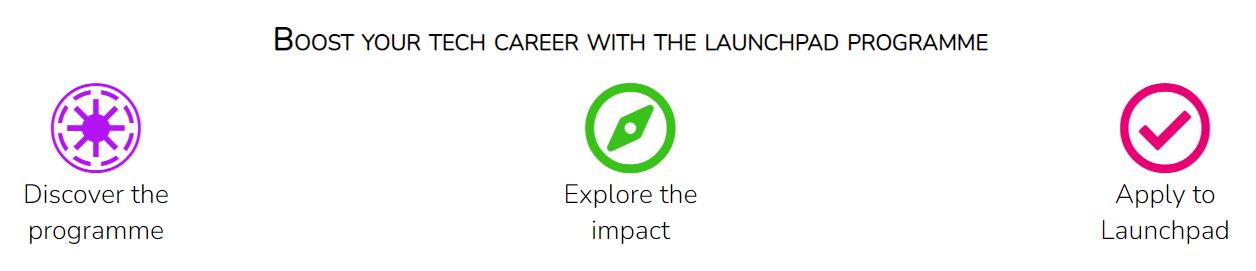 Boost your tech career with the launchpad programme
Discover the
programme
Explore the
impact
Apply to
Launchpad